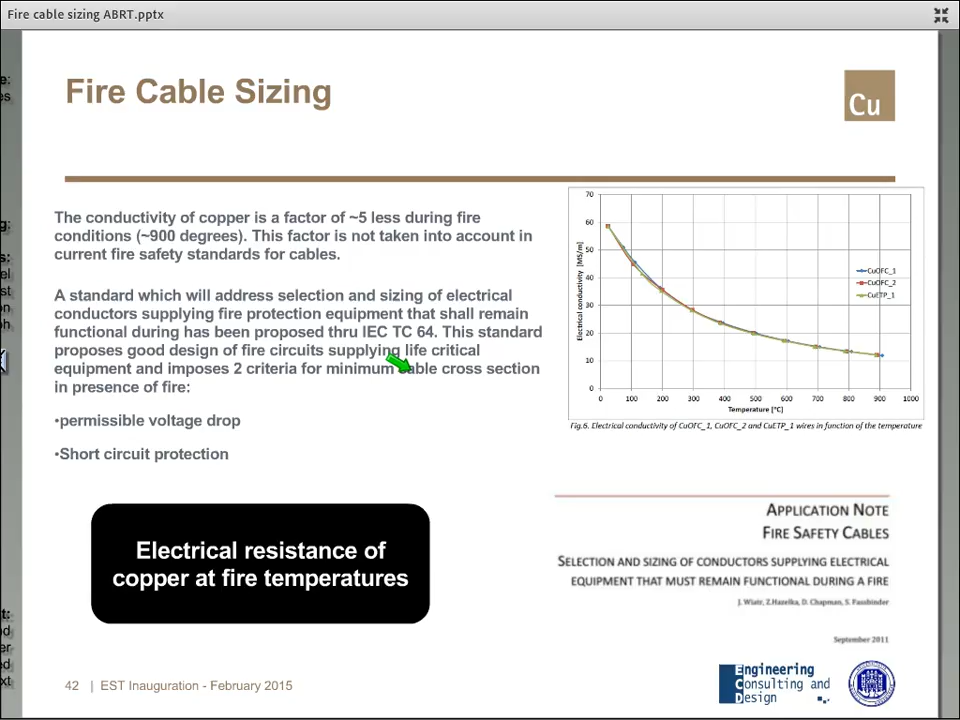 Fire cable sizing ABRT.pptx
Fire Cable Sizing
Cu
The conductivity of copper is a factor of ~5 less during fire
conditions (~900 degrees). This factor is not taken into account in
current fire safety standards for cables.
A standard which will address selection and sizing of electrical
conductors supplying fire protection equipment that shall remain
functional during has been proposed thru IEC TC 64. This standard
proposes good design of fire circuits supplying life critical
equipment and imposes 2 criteria for minimum cable cross section
in presence of fire:
•permissible voltage drop
•Short circuit protection
Electrical resistance of
copper at fire temperatures
Electrical conductivity [MS/m]
70
60
50
40
30
20
10
0
0 100 200 300 400 500 600 700 800 900 1000
Temperature [°C]
CuOFC_1
CuOFC_2
CuETP_1
Fig.6. Electrical conductivity of CuOFC_1, CuOFC_2 and CuETP_1 wires in function of the temperature
APPLICATION NOTE
FIRE SAFETY CABLES
SELECTION AND SIZING OF CONDUCTORS SUPPLYING ELECTRICAL
EQUIPMENT THAT MUST REMAIN FUNCTIONAL DURING A FIRE
J. Wiatr, Z.Hazelka, D. Chapman, S. Fassbinder
September 2011
42 | EST Inauguration - February 2015
Engineering
Consulting and
Design